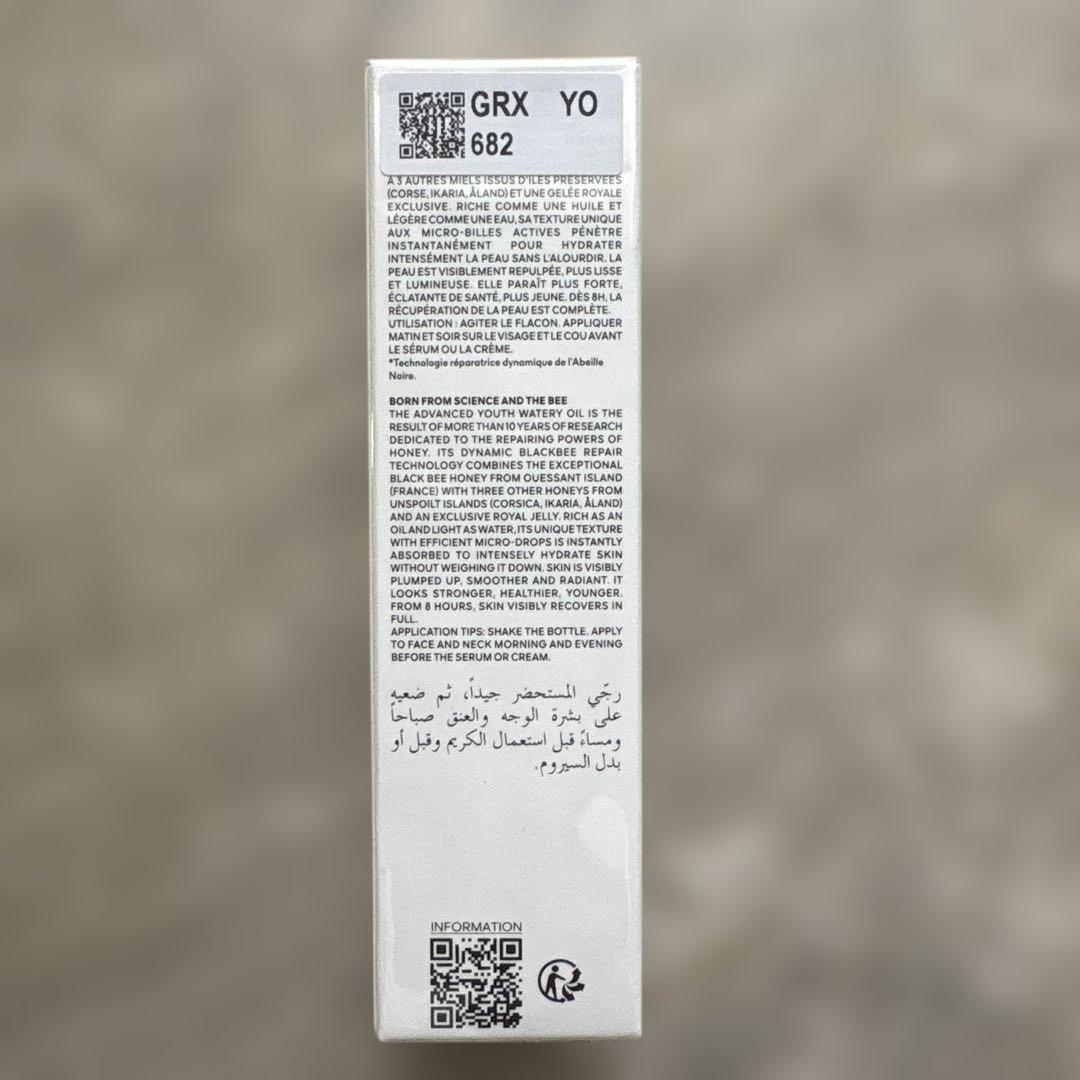 GRX YO
682
À 3 AUTRES MIELS ISSUS D'ÎLES PRÉSERVÉES
(CORSE, IKARIA, ÅLAND) ET UNE GELÉE ROYALE
EXCLUSIVE. RICHE COMME UNE HUILE ET
LÉGÈRE COMME UNE EAU, SA TEXTURE UNIQUE
AUX MICRO-BILLES ACTIVES PÉNÈTRE
INSTANTANÉMENT POUR HYDRATER
INTENSÉMENT LA PEAU SANS L'ALOURDIR. LA
PEAU EST VISIBLEMENT REPULPÉE, PLUS LISSE
ET LUMINEUSE. ELLE PARAÎT PLUS FORTE,
ÉCLATANTE DE SANTÉ, PLUS JEUNE. DÈS 8H, LA
RÉCUPÉRATION DE LA PEAU EST COMPLÈTE.
UTILISATION : AGITER LE FLACON. APPLIQUER
MATIN ET SOIR SUR LE VISAGE ET LE COU AVANT
LE SÉRUM OU LA CRÈME.
*Technologie réparatrice dynamique de l'Abeille
Noire.
BORN FROM SCIENCE AND THE BEE
THE ADVANCED YOUTH WATERY OIL IS THE
RESULT OF MORE THAN 10 YEARS OF RESEARCH
DEDICATED TO THE REPAIRING POWERS OF
HONEY. ITS DYNAMIC BLACKBEE REPAIR
TECHNOLOGY COMBINES THE EXCEPTIONAL
BLACK BEE HONEY FROM OUESSANT ISLAND
(FRANCE) WITH THREE OTHER HONEYS FROM
UNSPOILT ISLANDS (CORSICA, IKARIA, ÅLAND)
AND AN EXCLUSIVE ROYAL JELLY. RICH AS AN
OIL AND LIGHT AS WATER, ITS UNIQUE TEXTURE
WITH EFFICIENT MICRO-DROPS IS INSTANTLY
ABSORBED TO INTENSELY HYDRATE SKIN
WITHOUT WEIGHING IT DOWN. SKIN IS VISIBLY
PLUMPED UP, SMOOTHER AND RADIANT. IT
LOOKS STRONGER, HEALTHIER, YOUNGER.
FROM 8 HOURS, SKIN VISIBLY RECOVERS IN
FULL.
APPLICATION TIPS: SHAKE THE BOTTLE. APPLY
TO FACE AND NECK MORNING AND EVENING
BEFORE THE SERUM OR CREAM.
رجّي المستحضر جيداً، ثم ضعيه
على بشرة الوجه والعنق صباحاً
ومساءً قبل استعمال الكريم وقبل أو
بدل السيروم.
INFORMATION